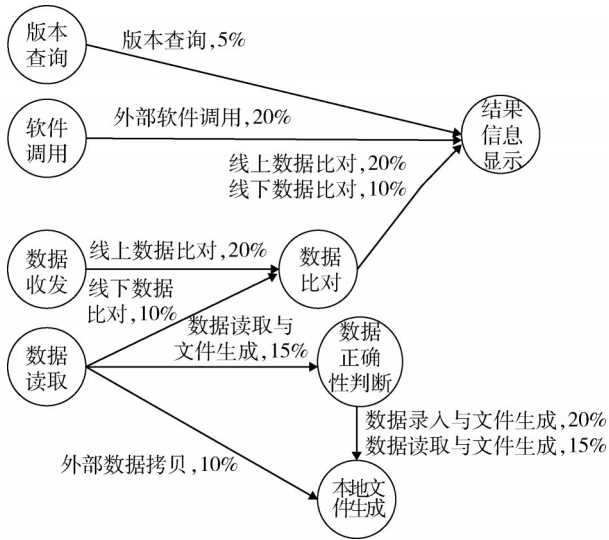 版本
查询
版本查询,5%
软件
调用
外部软件调用,20%
结果
信息
显示
线上数据比对,20%
线下数据比对,10%
数据
收发
线上数据比对,20%
数据
比对
线下数据
比对,10%
数据
读取
数据读取与
文件生成,15%
数据
正确
性判断
数据录入与文件生成,20%
数据读取与文件生成,15%
外部数据拷贝,10%
本地文
件生成